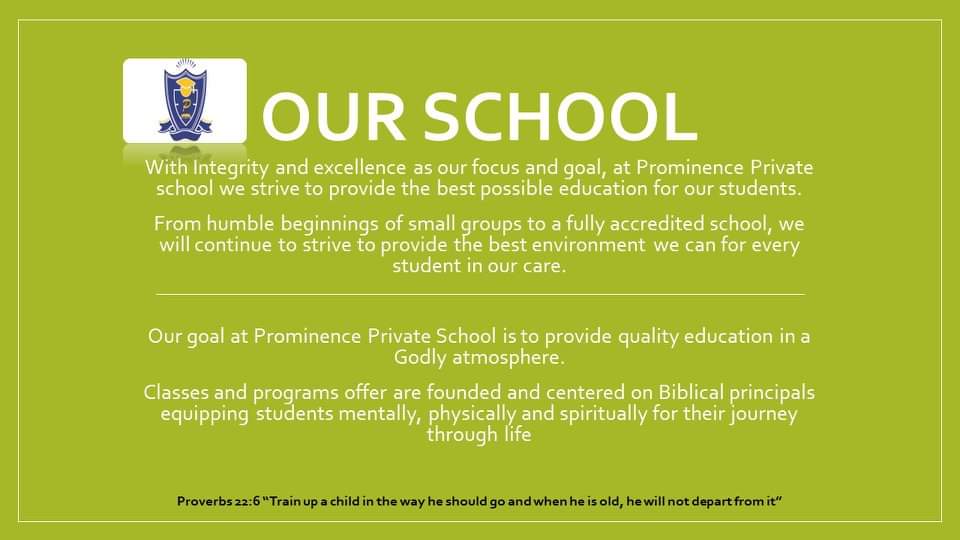 P
OUR SCHOOL
With Integrity and excellence as our focus and goal, at Prominence Private
school we strive to provide the best possible education for our students.
From humble beginnings of small groups to a fully accredited school, we
will continue to strive to provide the best environment we can for every
student in our care.
Our goal at Prominence Private School is to provide quality education in a
Godly atmosphere.
Classes and programs offer are founded and centered on Biblical principals
equipping students mentally, physically and spiritually for their journey
through life
Proverbs 22:6 “Train up a child in the way he should go and when he is old, he will not depart from it”